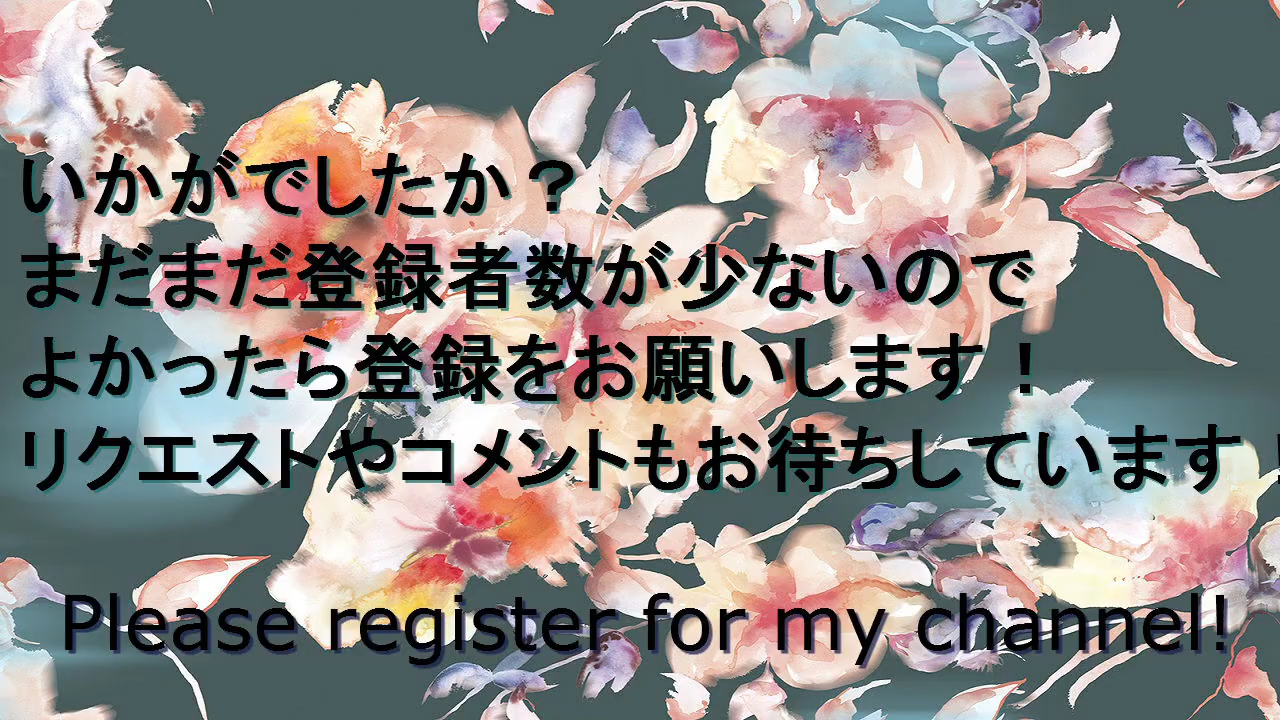 いかがでしたか？
まだまだ登録者数が少ないので
よかったら登録をお願いします！
リクエストやコメントもお待ちしています！
Please register for my channel!